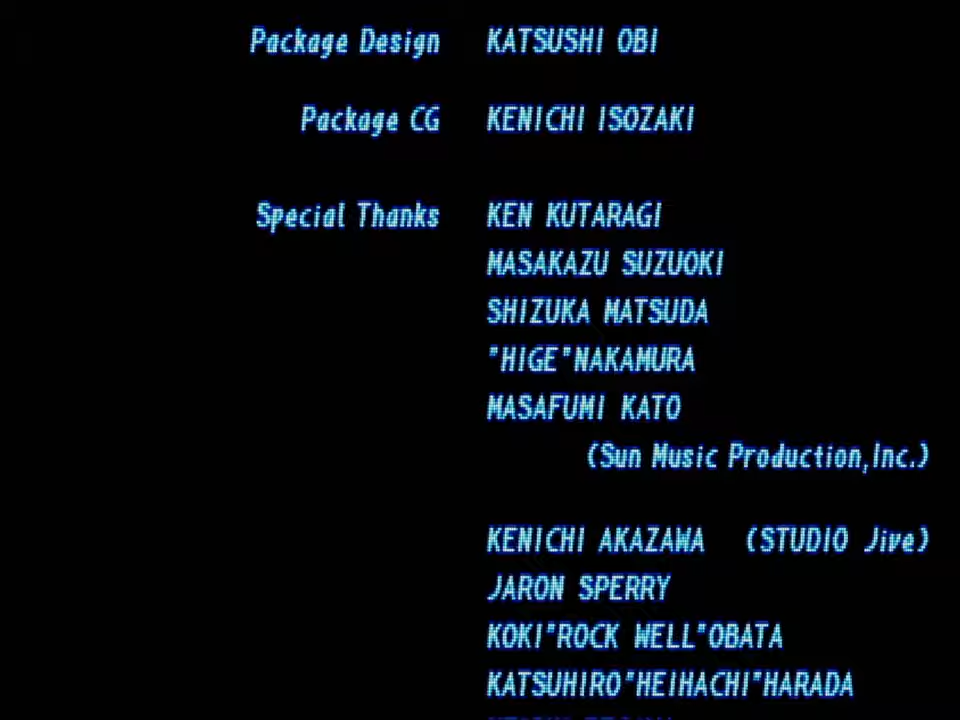 Package Design KATSUSHI OBI
Package CG KENICHI ISOZAKI
Special Thanks KEN KUTARAGI
MASAKAZU SUZUOKI
SHIZUKA MATSUDA
"HIGE"NAKAMURA
MASAFUMI KATO
(Sun Music Production,Inc.)
KENICHI AKAZAWA (STUDIO Jive)
JARON SPERRY
KOKI"ROCK WELL"OBATA
KATSUHIRO"HEIHACHI"HARADA